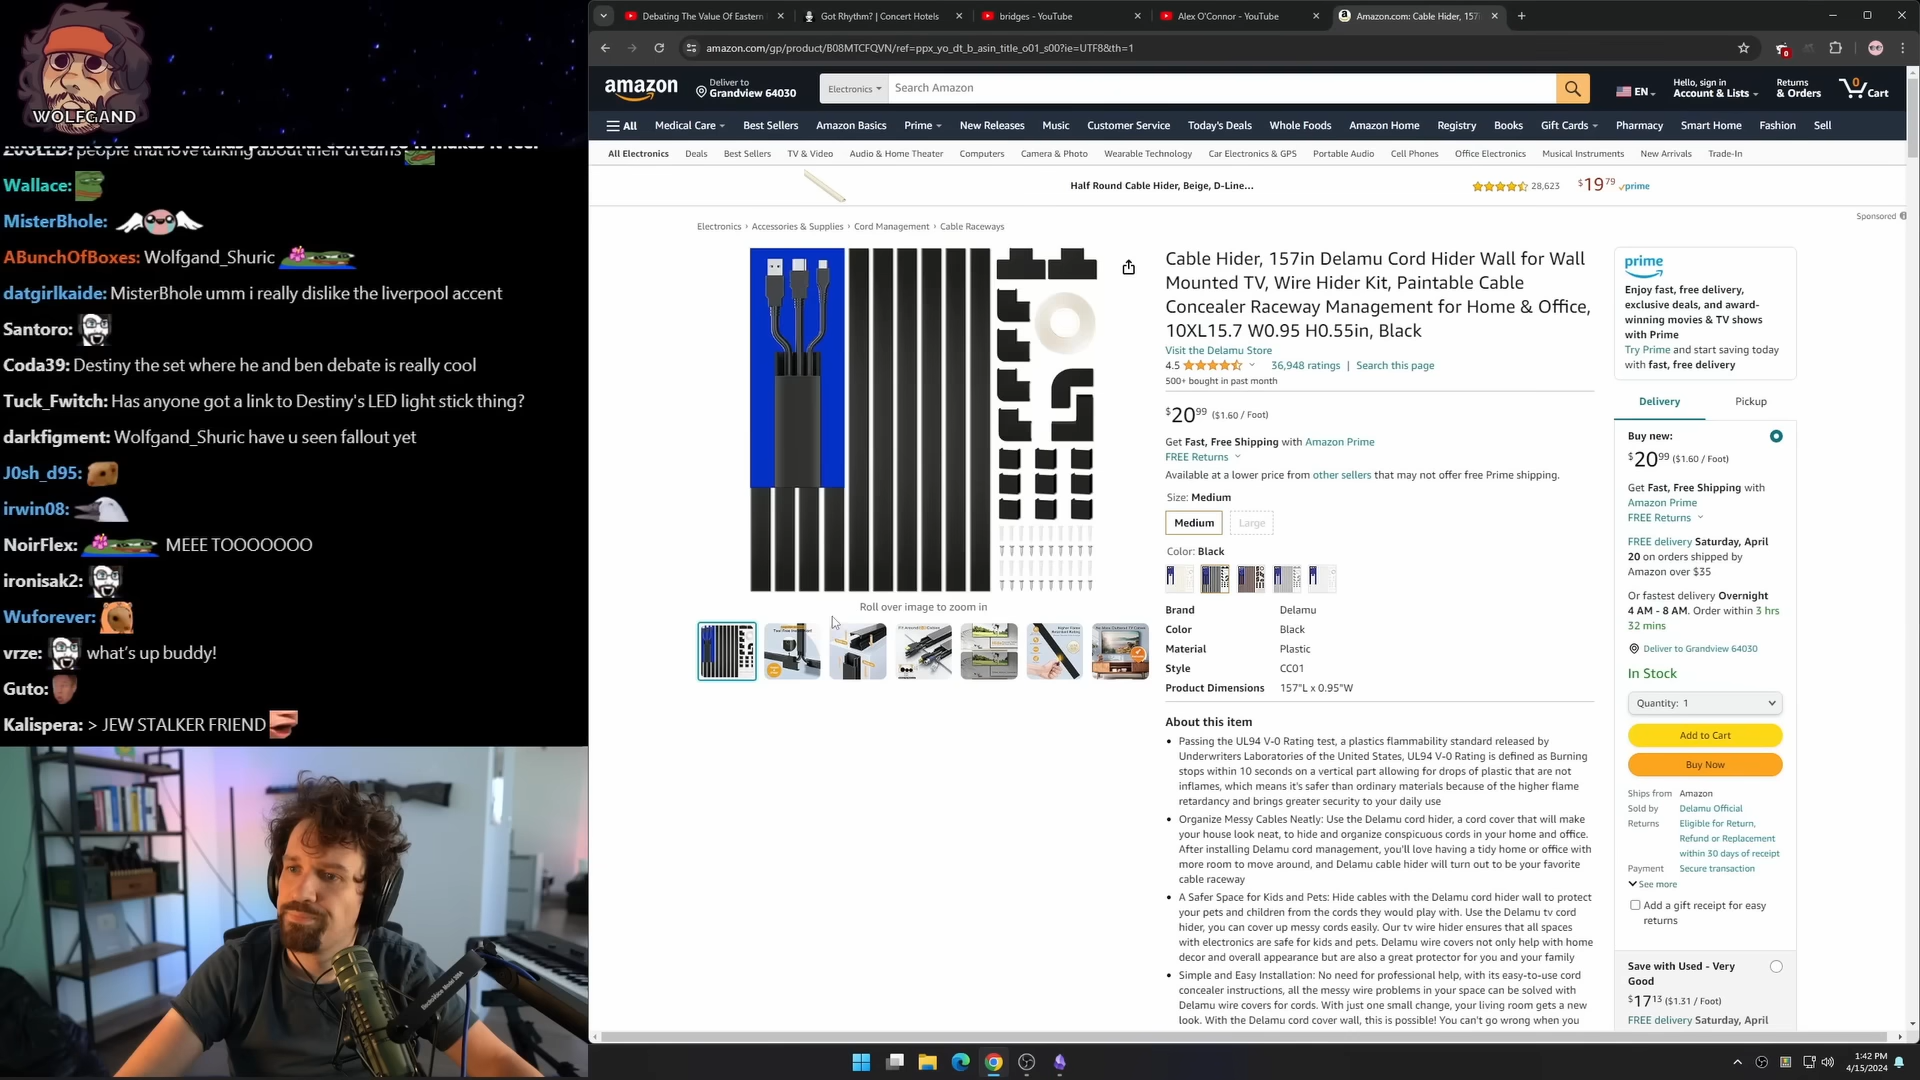 WOLFGAND
Wallace:
MisterBhole:
ABunchOfBoxes: Wolfgand_Shuric
datgirlkaide: MisterBhole umm i really dislike the liverpool accent
Santoro:
Coda39: Destiny the set where he and ben debate is really cool
Tuck_Fwitch: Has anyone got a link to Destiny's LED light stick thing?
darkfigment: Wolfgand_Shuric have u seen fallout yet
J0sh_d95:
irwin08:
NoirFlex: MEEE TOOOOOOO
ironisak2:
Wuforever:
vrze: what's up buddy!
Guto:
Kalispera: > JEW STALKER FRIEND
Debating The Value Of Eastern
Got Rhythm? | Concert Hotels
bridges - YouTube
Alex O'Connor - YouTube
Amazon.com: Cable Hider, 157i
amazon.com/gp/product/B08MTCFQVN/ref=ppx_yo_dt_b_asin_title_o01_s00?ie=UTF8&th=1
0
amazon
Deliver to
Grandview 64030
Electronics
Search Amazon
EN
Hello, sign in
Account & Lists
Returns
& Orders
0
Cart
All
Medical Care
Best Sellers
Amazon Basics
Prime
New Releases
Music
Customer Service
Today's Deals
Whole Foods
Amazon Home
Registry
Books
Gift Cards
Pharmacy
Smart Home
Fashion
Sell
All Electronics
Deals
Best Sellers
TV & Video
Audio & Home Theater
Computers
Camera & Photo
Wearable Technology
Car Electronics & GPS
Portable Audio
Cell Phones
Office Electronics
Musical Instruments
New Arrivals
Trade-In
Half Round Cable Hider, Beige, D-Line...
28,623
$19 79
prime
Sponsored
Electronics › Accessories & Supplies › Cord Management › Cable Raceways
Roll over image to zoom in
Cable Hider, 157in Delamu Cord Hider Wall for Wall
Mounted TV, Wire Hider Kit, Paintable Cable
Concealer Raceway Management for Home & Office,
10XL15.7 W0.95 H0.55in, Black
Visit the Delamu Store
4.5
36,948 ratings | Search this page
500+ bought in past month
$20 99 ($1.60 / Foot)
Get Fast, Free Shipping with Amazon Prime
FREE Returns
Available at a lower price from other sellers that may not offer free Prime shipping.
Size: Medium
Medium
Large
Color: Black
Brand Delamu
Color Black
Material Plastic
Style CC01
Product Dimensions 157"L x 0.95"W
About this item
• Passing the UL94 V-0 Rating test, a plastics flammability standard released by
Underwriters Laboratories of the United States, UL94 V-0 Rating is defined as Burning
stops within 10 seconds on a vertical part allowing for drops of plastic that are not
inflames, which means it's safer than ordinary materials because of the higher flame
retardancy and brings greater security to your daily use
• Organize Messy Cables Neatly: Use the Delamu cord hider, a cord cover that will make
your house look neat, to hide and organize conspicuous cords in your home and office.
After installing Delamu cord management, you'll love having a tidy home or office with
more room to move around, and Delamu cable hider will turn out to be your favorite
cable raceway
• A Safer Space for Kids and Pets: Hide cables with the Delamu cord hider wall to protect
your pets and children from the cords they would play with. Use the Delamu tv cord
hider, you can cover up messy cords easily. Our tv wire hider ensures that all spaces
with electronics are safe for kids and pets. Delamu wire covers not only help with home
decor and overall appearance but are also a great protector for you and your family
• Simple and Easy Installation: No need for professional help, with its easy-to-use cord
concealer instructions, all the messy wire problems in your space can be solved with
Delamu wire covers for cords. With just one small change, your living room gets a new
look. With the Delamu cord cover wall, this is possible! You can't go wrong when you
prime
Enjoy fast, free delivery,
exclusive deals, and award-
winning movies & TV shows
with Prime
Try Prime and start saving today
with fast, free delivery
Delivery
Pickup
Buy new:
$20 99 ($1.60 / Foot)
Get Fast, Free Shipping with
Amazon Prime
FREE Returns
FREE delivery Saturday, April
20 on orders shipped by
Amazon over $35
Or fastest delivery Overnight
4 AM - 8 AM. Order within 3 hrs
32 mins
Deliver to Grandview 64030
In Stock
Quantity: 1
Add to Cart
Buy Now
Ships from Amazon
Sold by Delamu Official
Returns Eligible for Return,
Refund or Replacement
within 30 days of receipt
Payment Secure transaction
See more
Add a gift receipt for easy
returns
Save with Used - Very
Good
$17 13 ($1.31 / Foot)
FREE delivery Saturday, April
1:42 PM
4/15/2024